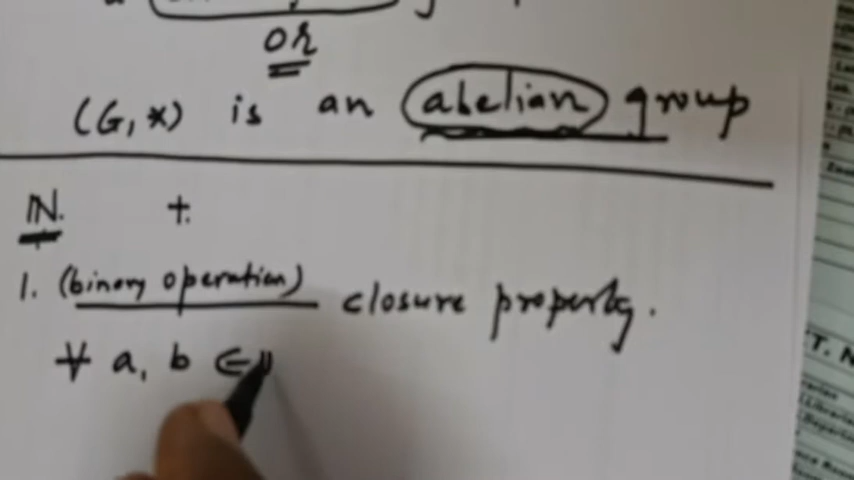 or
(G, *) is an abelian group
N. +.
1. (binary operation) closure property.
∀ a, b ∈